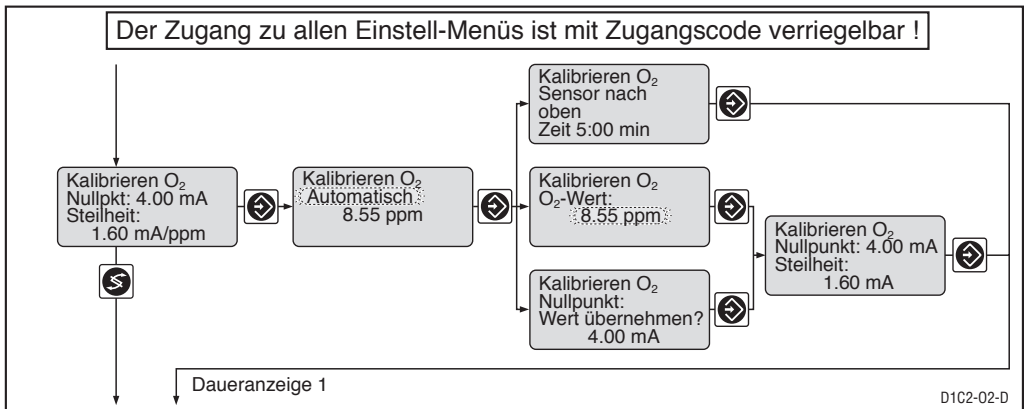 Der Zugang zu allen Einstell-Menüs ist mit Zugangscode verriegelbar !
Kalibrieren O₂
Sensor nach
oben
Zeit 5:00 min
Kalibrieren O₂
Nullpkt: 4.00 mA
Steilheit:
1.60 mA/ppm
Kalibrieren O₂
Automatisch
8.55 ppm
Kalibrieren O₂
O₂-Wert:
8.55 ppm
Kalibrieren O₂
Nullpunkt: 4.00 mA
Steilheit:
1.60 mA
Kalibrieren O₂
Nullpunkt:
Wert übernehmen?
4.00 mA
Daueranzeige 1
D1C2-02-D